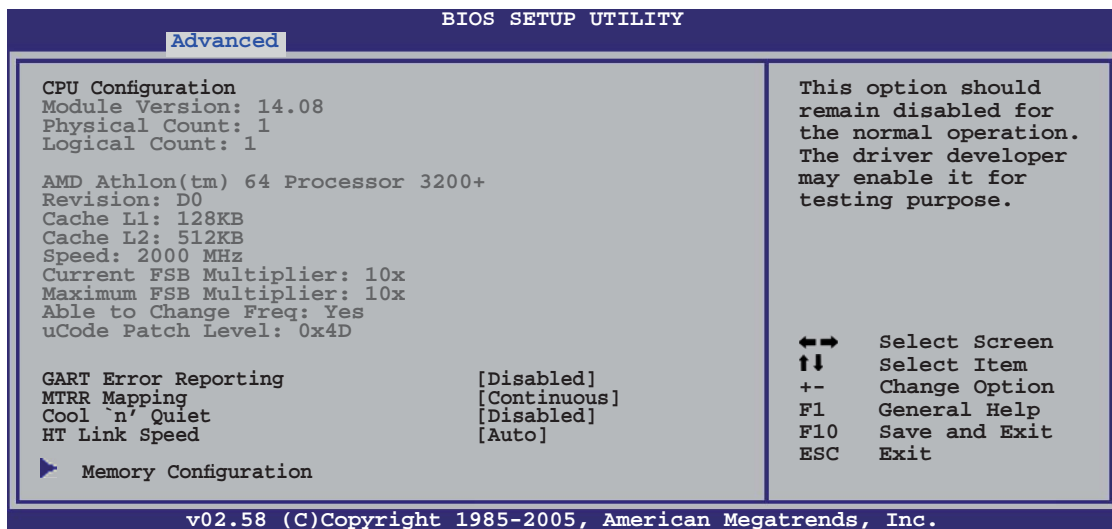 BIOS SETUP UTILITY
Advanced
CPU Configuration
Module Version: 14.08
Physical Count: 1
Logical Count: 1
AMD Athlon(tm) 64 Processor 3200+
Revision: D0
Cache L1: 128KB
Cache L2: 512KB
Speed: 2000 MHz
Current FSB Multiplier: 10x
Maximum FSB Multiplier: 10x
Able to Change Freq: Yes
uCode Patch Level: 0x4D
GART Error Reporting [Disabled]
MTRR Mapping [Continuous]
Cool `n’ Quiet [Disabled]
HT Link Speed [Auto]
Memory Configuration
This option should
remain disabled for
the normal operation.
The driver developer
may enable it for
testing purpose.
Select Screen
Select Item
+- Change Option
F1 General Help
F10 Save and Exit
ESC Exit
v02.58 (C)Copyright 1985-2005, American Megatrends, Inc.